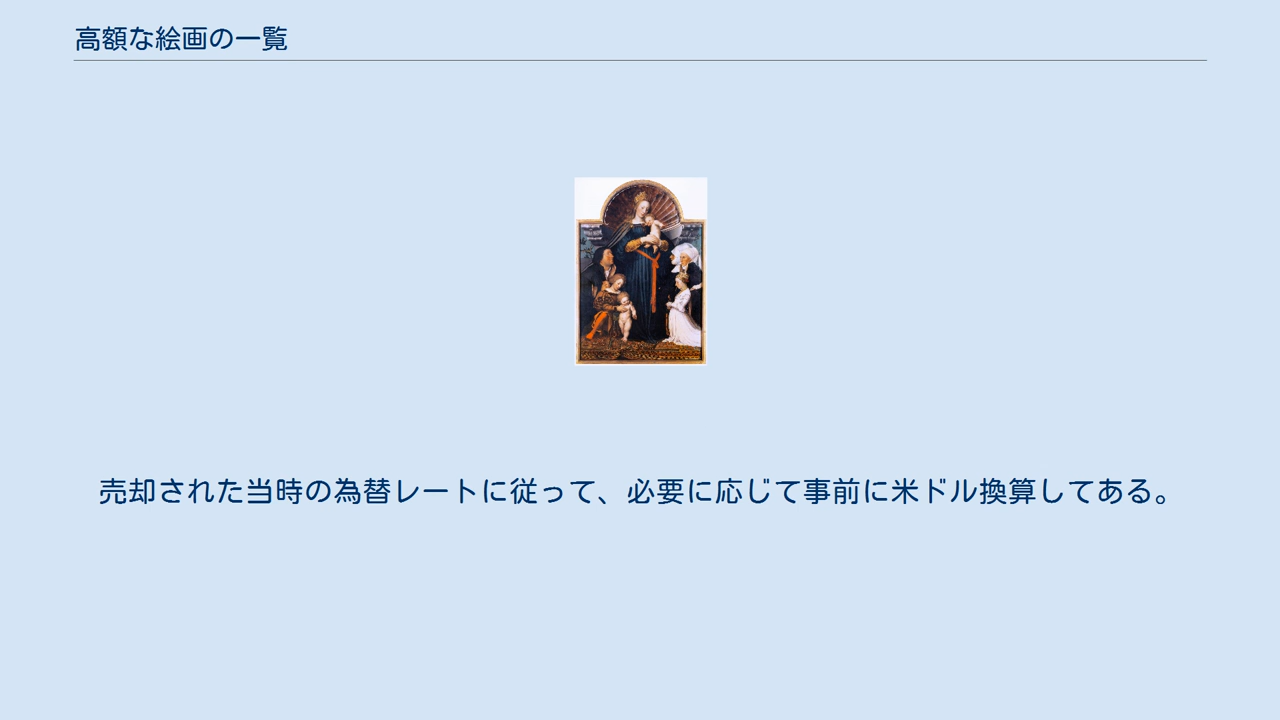 高額な絵画の一覧
売却された当時の為替レートに従って、必要に応じて事前に米ドル換算してある。